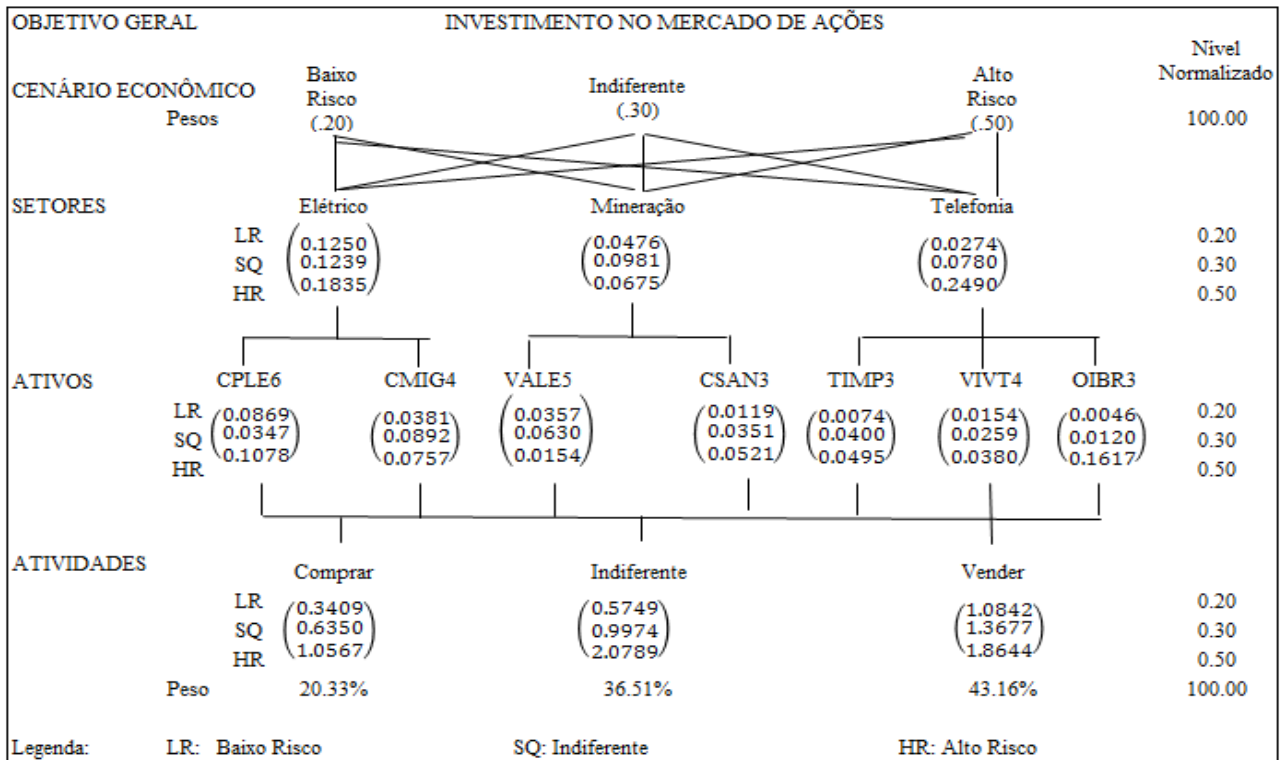 OBJETIVO GERAL INVESTIMENTO NO MERCADO DE AÇÕES
Nivel
Normalizado
CENÁRIO ECONÔMICO
Baixo
Risco
(.20)
Indiferente
(.30)
Alto
Risco
(.50)
Pesos
100.00
SETORES Elétrico Mineração Telefonia
LR 0.1250 0.0476 0.0274 0.20
SQ 0.1239 0.0981 0.0780 0.30
HR 0.1835 0.0675 0.2490 0.50
ATIVOS CPLE6 CMIG4 VALE5 CSAN3 TIMP3 VIVT4 OIBR3
LR 0.0869 0.0381 0.0357 0.0119 0.0074 0.0154 0.0046 0.20
SQ 0.0347 0.0892 0.0630 0.0351 0.0400 0.0259 0.0120 0.30
HR 0.1078 0.0757 0.0154 0.0521 0.0495 0.0380 0.1617 0.50
ATIVIDADES Comprar Indiferente Vender
LR 0.3409 0.5749 1.0842 0.20
SQ 0.6350 0.9974 1.3677 0.30
HR 1.0567 2.0789 1.8644 0.50
Peso 20.33% 36.51% 43.16% 100.00
Legenda: LR: Baixo Risco SQ: Indiferente HR: Alto Risco